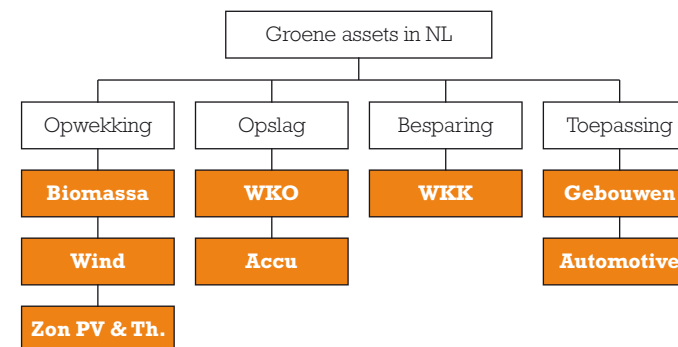 Groene assets in NL
Opwekking
Opslag
Besparing
Toepassing
Biomassa
WKO
WKK
Gebouwen
Wind
Accu
Automotive
Zon PV & Th.